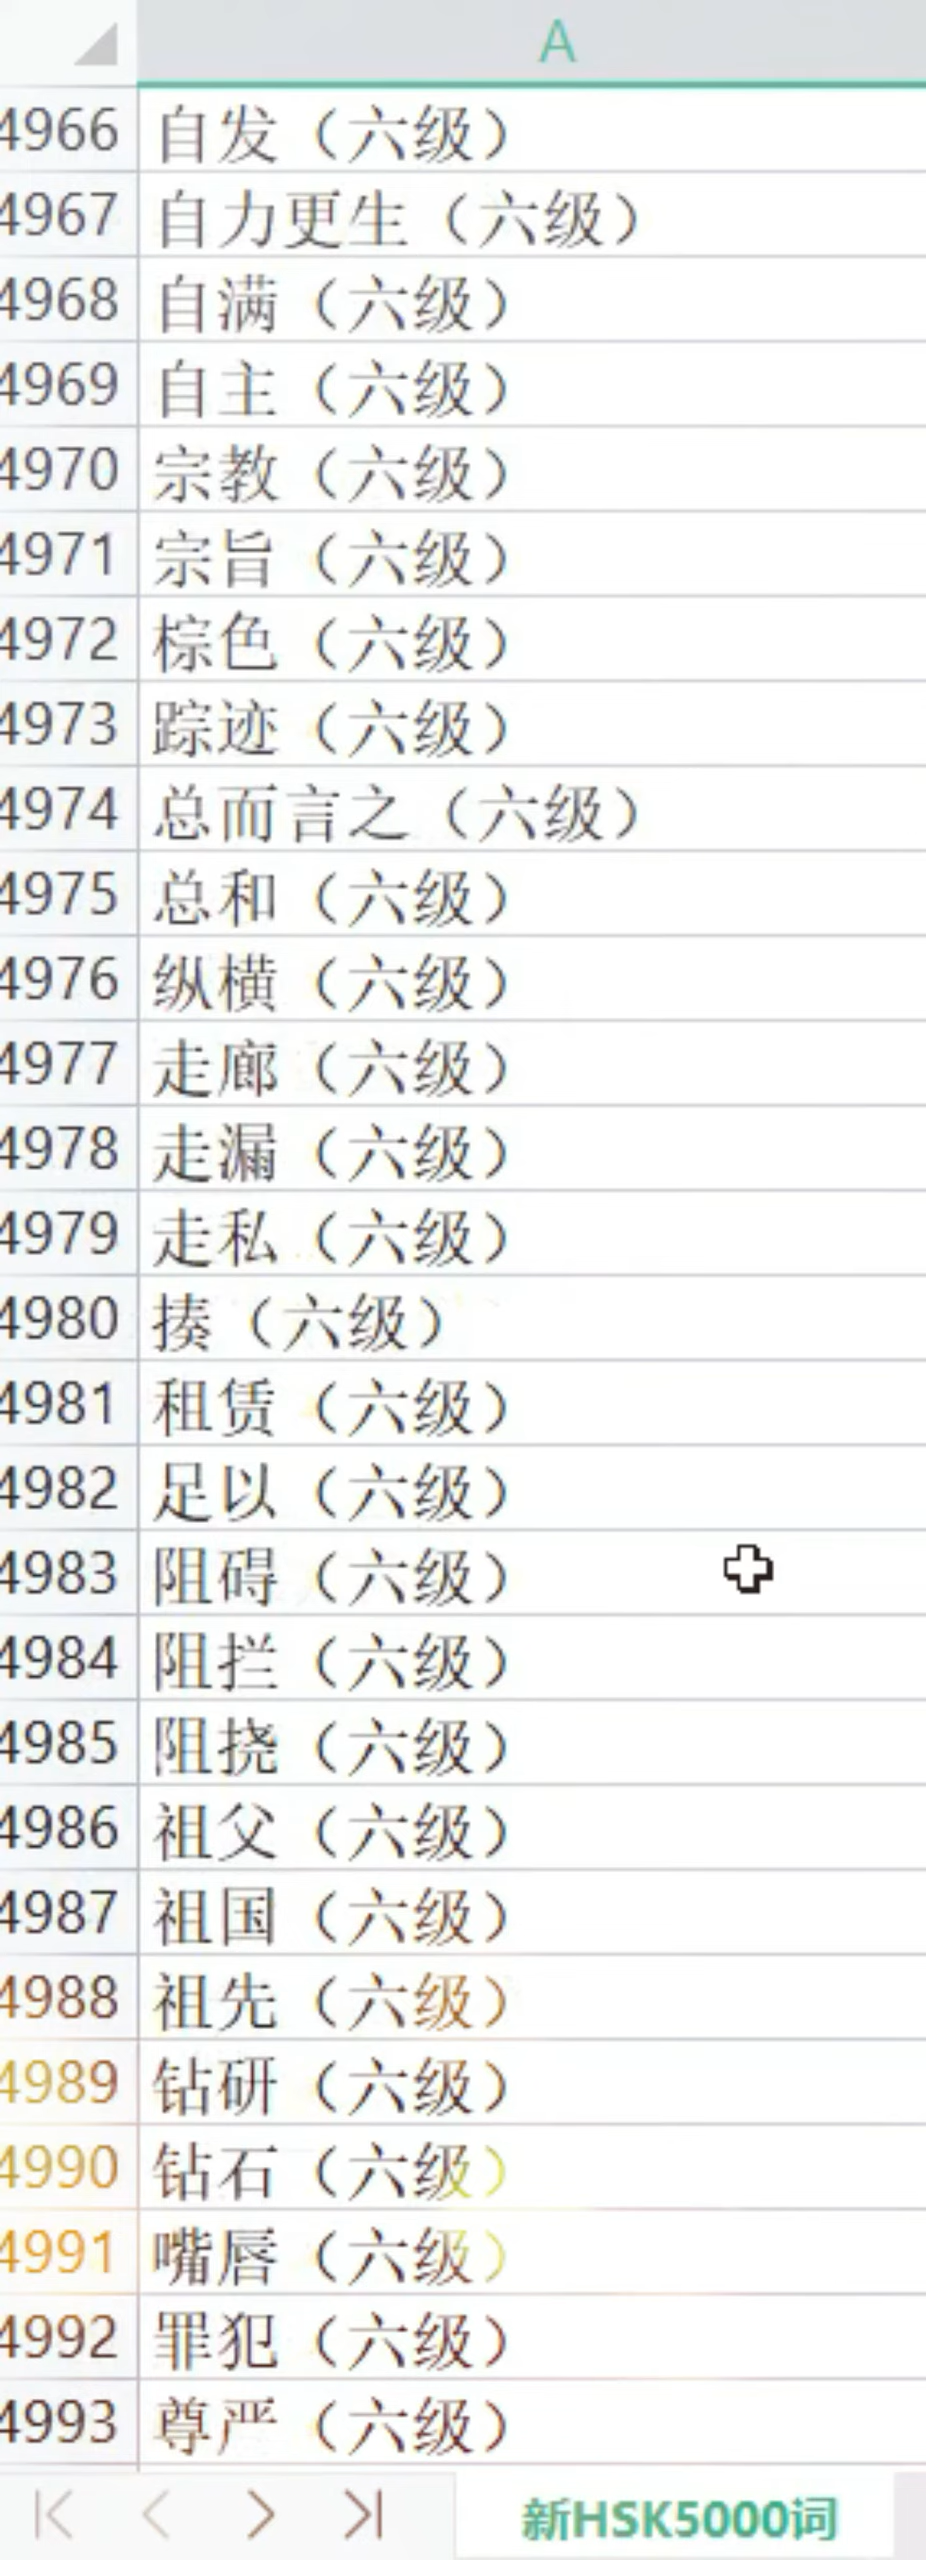 A
4966 自发（六级）
4967 自力更生（六级）
4968 自满（六级）
4969 自主（六级）
4970 宗教（六级）
4971 宗旨（六级）
4972 棕色（六级）
4973 踪迹（六级）
4974 总而言之（六级）
4975 总和（六级）
4976 纵横（六级）
4977 走廊（六级）
4978 走漏（六级）
4979 走私（六级）
4980 揍（六级）
4981 租赁（六级）
4982 足以（六级）
4983 阻碍（六级）
4984 阻拦（六级）
4985 阻挠（六级）
4986 祖父（六级）
4987 祖国（六级）
4988 祖先（六级）
4989 钻研（六级）
4990 钻石（六级）
4991 嘴唇（六级）
4992 罪犯（六级）
4993 尊严（六级）
新HSK5000词